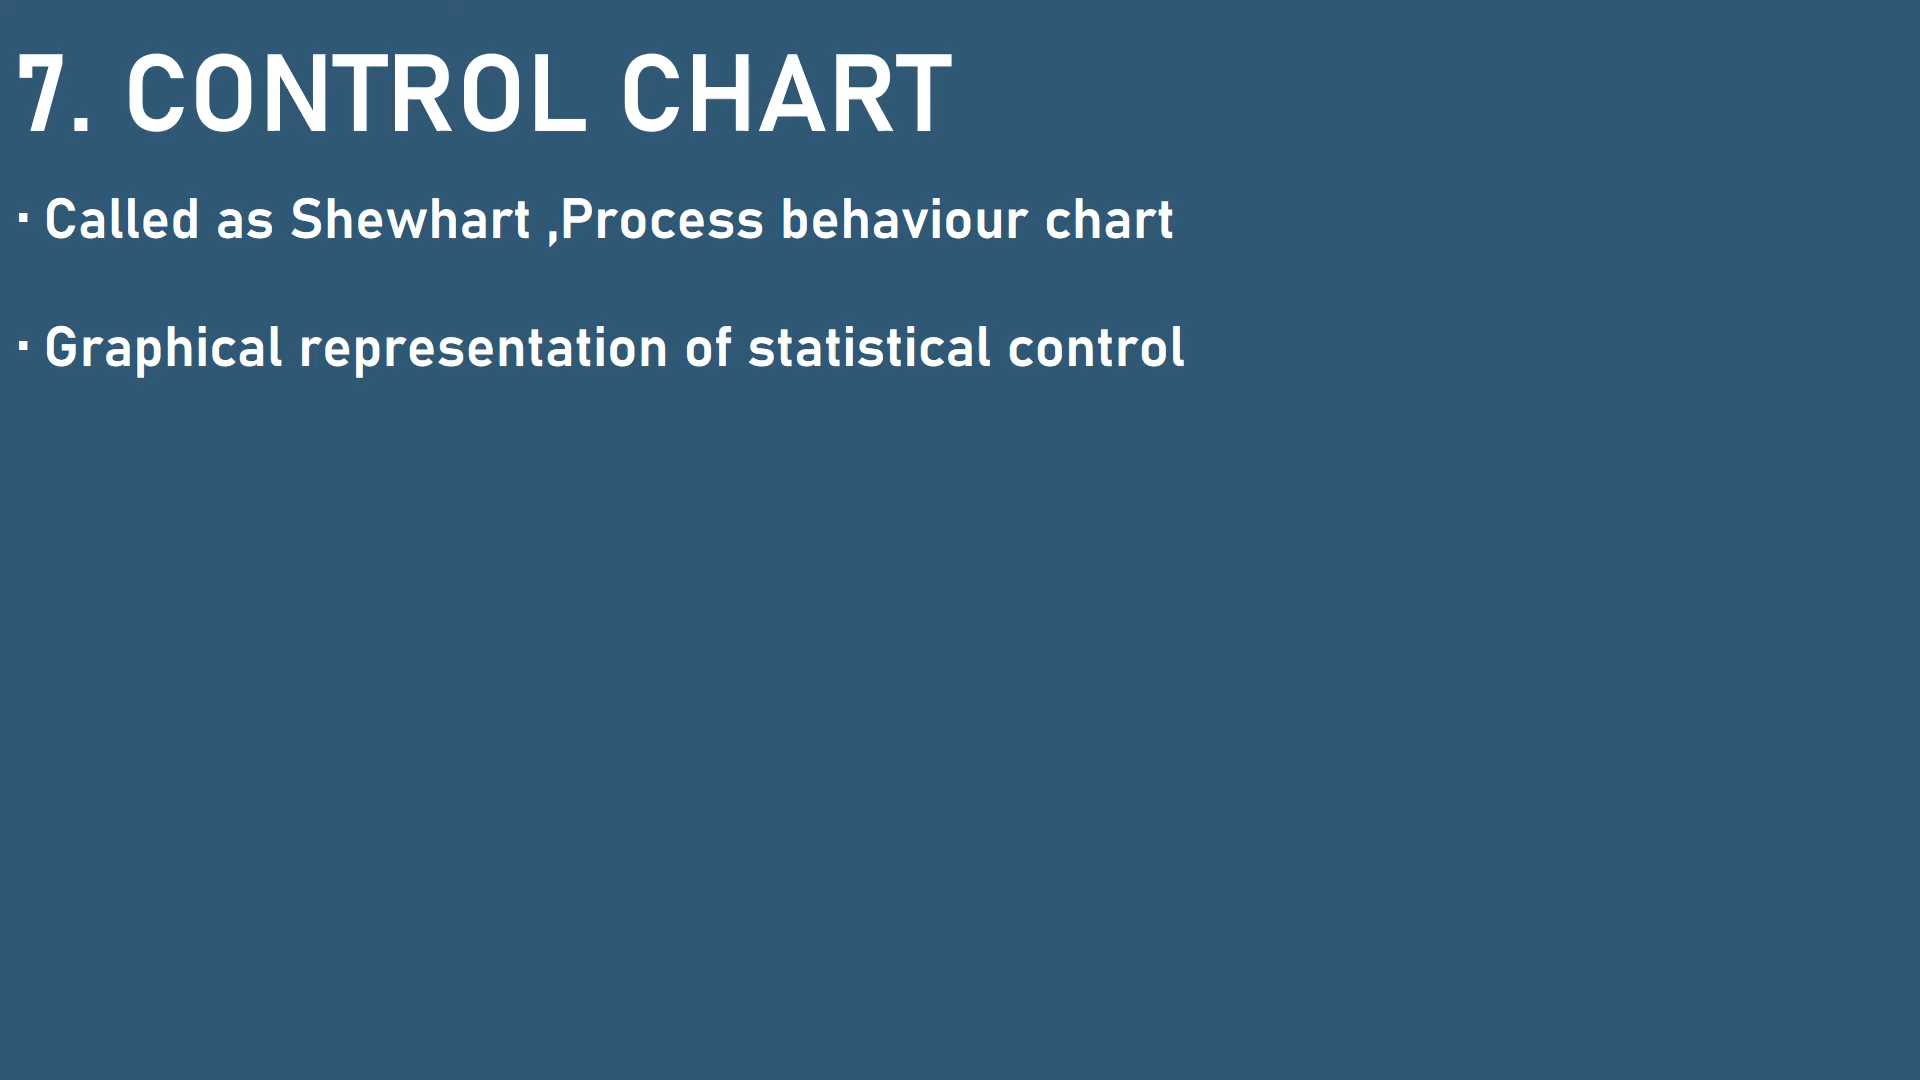 7. CONTROL CHART
· Called as Shewhart ,Process behaviour chart
· Graphical representation of statistical control